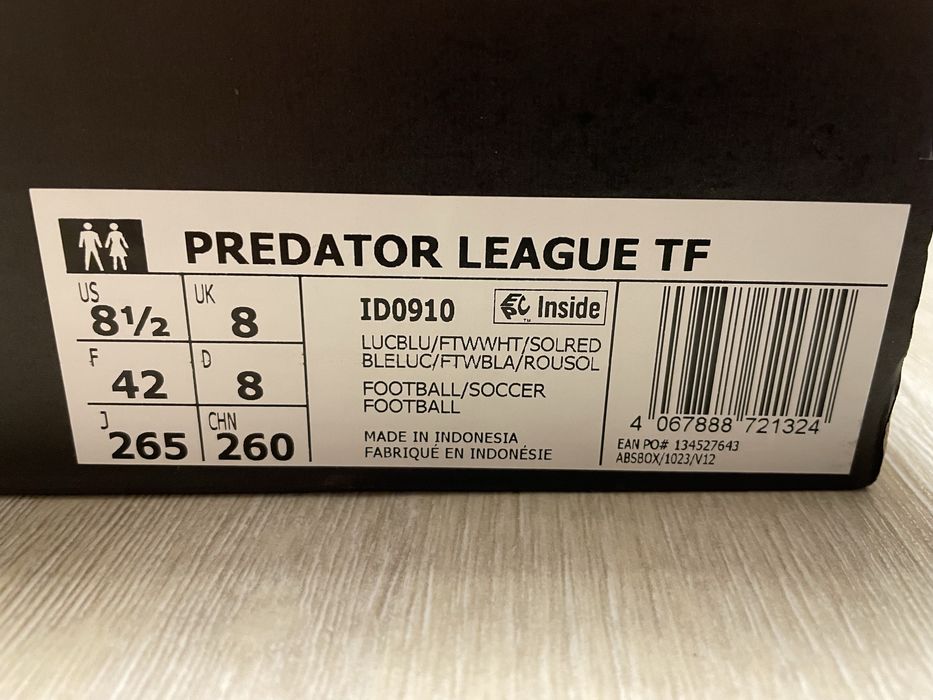 PREDATOR LEAGUE TF
US 8½ UK 8
F 42 D 8
J 265 CHN 260
ID0910 EPC Inside™
LUCBLU/FTWWHT/SOLRED
BLELUC/FTWBLA/ROUSOL
FOOTBALL/SOCCER
FOOTBALL
MADE IN INDONESIA
FABRIQUÉ EN INDONÉSIE
4 067888 721324
EAN PO# 134527643
ABSBOX/1023/V12